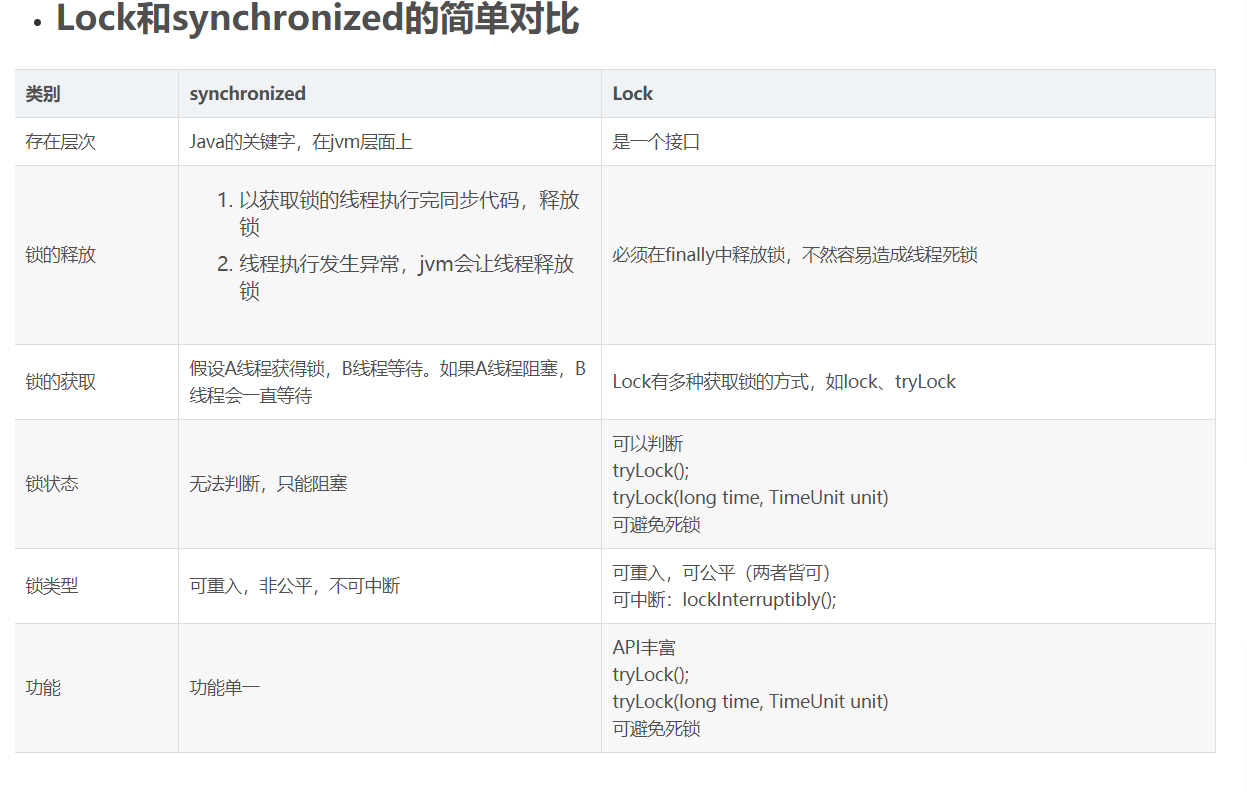 Lock和synchronized的简单对比
类别 synchronized Lock
存在层次 Java的关键字，在jvm层面上 是一个接口
锁的释放
1. 以获取锁的线程执行完同步代码，释放
锁
2. 线程执行发生异常，jvm会让线程释放
锁
必须在finally中释放锁，不然容易造成线程死锁
锁的获取
假设A线程获得锁，B线程等待。如果A线程阻塞，B
线程会一直等待
Lock有多种获取锁的方式，如lock、tryLock
锁状态
无法判断，只能阻塞
可以判断
tryLock();
tryLock(long time, TimeUnit unit)
可避免死锁
锁类型
可重入，非公平，不可中断
可重入，可公平（两者皆可）
可中断：lockInterruptibly();
功能
功能单一
API丰富
tryLock();
tryLock(long time, TimeUnit unit)
可避免死锁